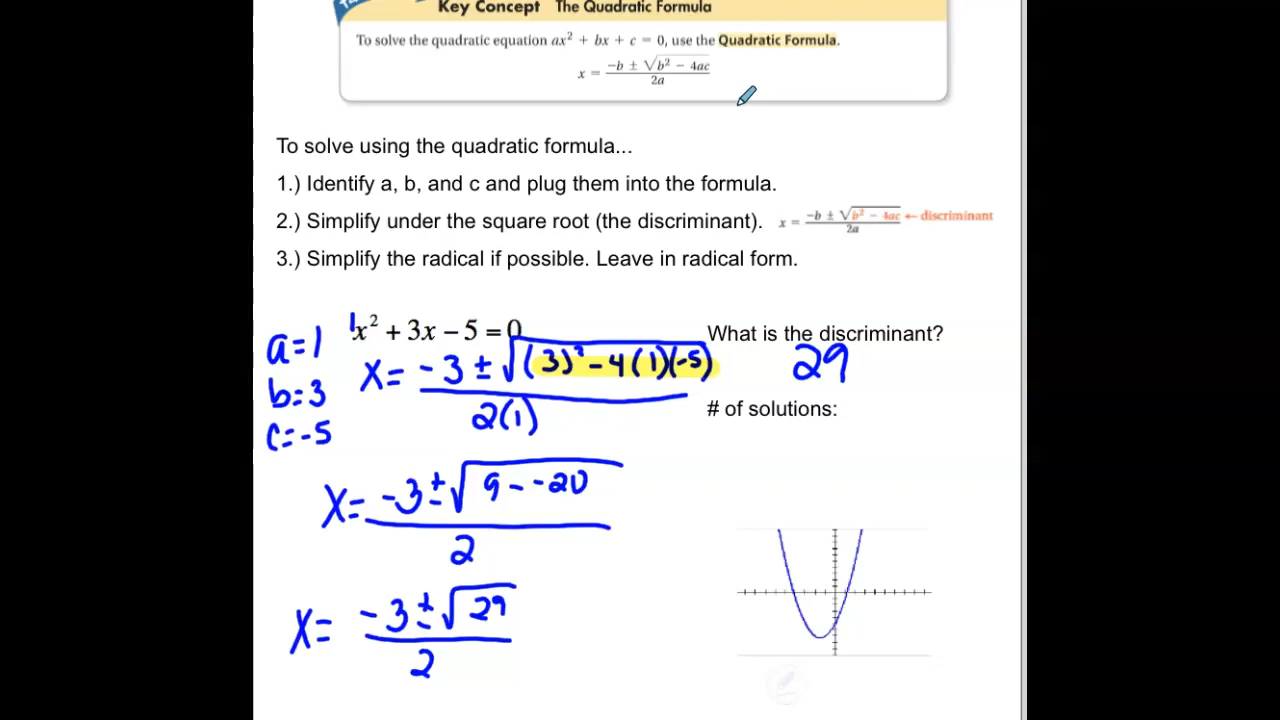 Key Concept The Quadratic Formula
To solve the quadratic equation ax² + bx + c = 0, use the Quadratic Formula.
x = (-b ± √(b² - 4ac)) / 2a
To solve using the quadratic formula...
1.) Identify a, b, and c and plug them into the formula.
2.) Simplify under the square root (the discriminant). x = (-b ± √(b² - 4ac)) / 2a ← discriminant
3.) Simplify the radical if possible. Leave in radical form.
1x² + 3x - 5 = 0
What is the discriminant?
29
a=1
b=3
c=-5
x= (-3 ± √((3)² - 4(1)(-5))) / 2(1)
# of solutions:
x= (-3 ± √(9 - -20)) / 2
x= (-3 ± √29) / 2